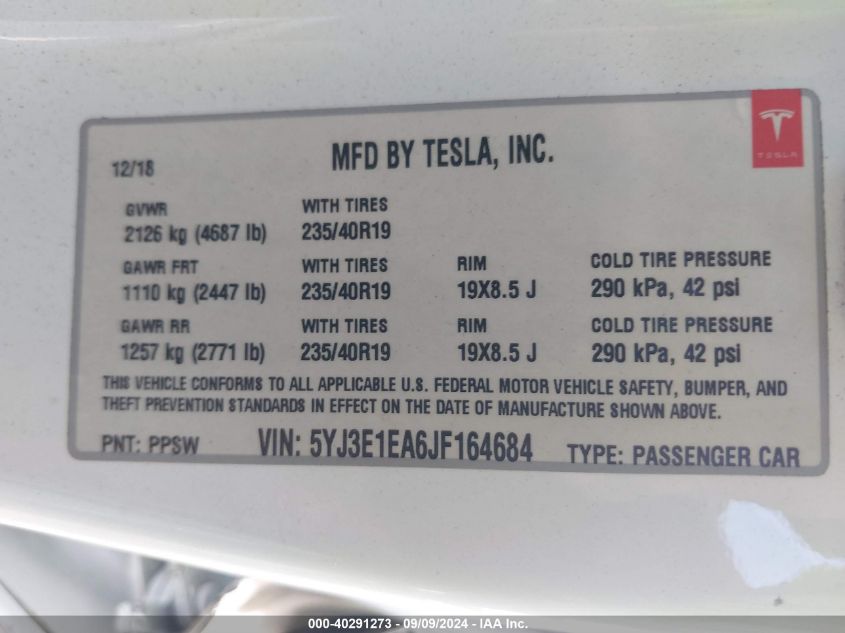 12/18
MFD BY TESLA, INC.
TESLA
GVWR WITH TIRES
2126 kg (4687 lb) 235/40R19
GAWR FRT WITH TIRES RIM COLD TIRE PRESSURE
1110 kg (2447 lb) 235/40R19 19X8.5 J 290 kPa, 42 psi
GAWR RR WITH TIRES RIM COLD TIRE PRESSURE
1257 kg (2771 lb) 235/40R19 19X8.5 J 290 kPa, 42 psi
THIS VEHICLE CONFORMS TO ALL APPLICABLE U.S. FEDERAL MOTOR VEHICLE SAFETY, BUMPER, AND
THEFT PREVENTION STANDARDS IN EFFECT ON THE DATE OF MANUFACTURE SHOWN ABOVE.
PNT: PPSW VIN: 5YJ3E1EA6JF164684 TYPE: PASSENGER CAR
000-40291273 - 09/09/2024 - IAA Inc.